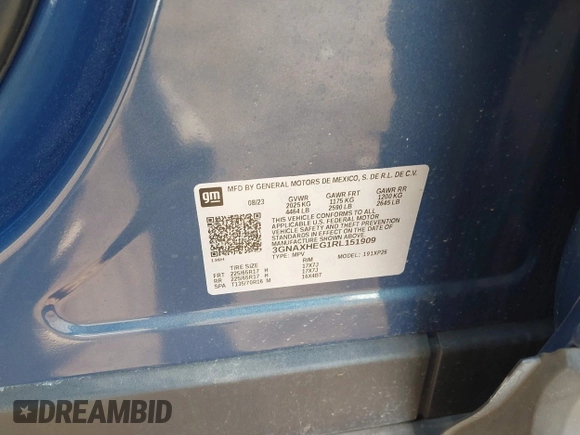 gm
MFD BY GENERAL MOTORS DE MEXICO, S. DE R.L. DE C.V.
08/23 GVWR GAWR FRT GAWR RR
2025 KG 1175 KG 1200 KG
4464 LB 2590 LB 2645 LB
THIS VEHICLE CONFORMS TO ALL
APPLICABLE U.S. FEDERAL MOTOR
VEHICLE SAFETY AND THEFT PREVENTION
STANDARDS IN EFFECT ON THE DATE OF
MANUFACTURE SHOWN ABOVE.
3GNAXHEG1RL151909
TYPE: MPV MODEL: 191XP26
TIRE SIZE RIM
FRT 225/65R17 H 17X7J
RR 225/65R17 H 17X7J
SPA T135/70R16 M 16X4BT
DREAMBID